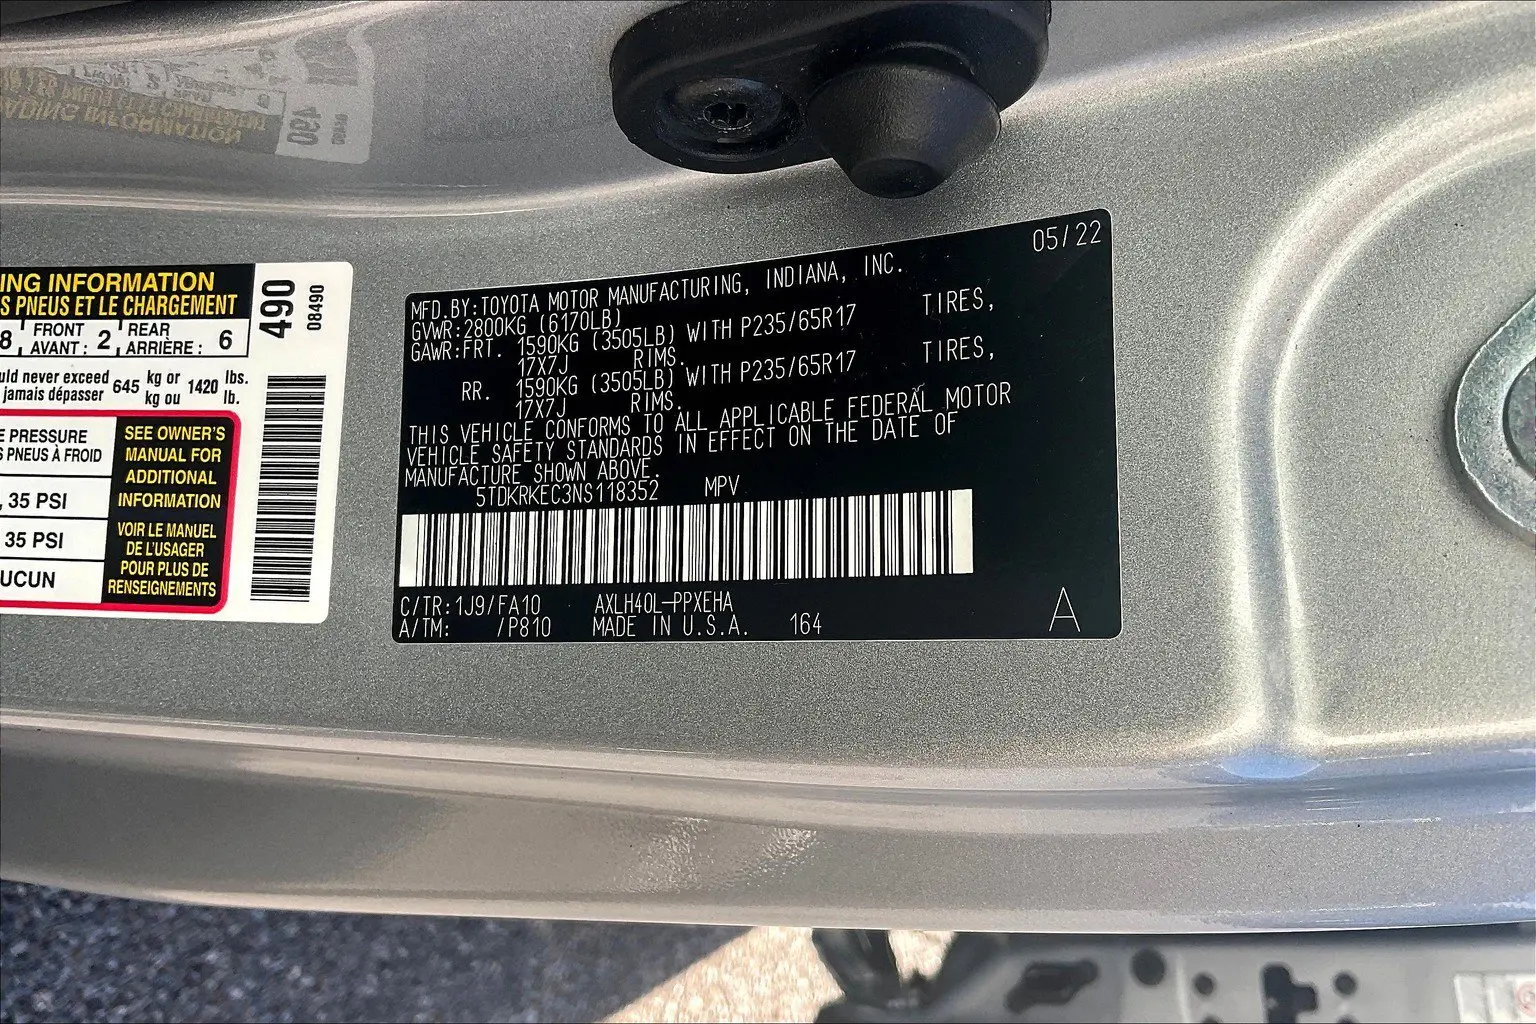 ING INFORMATION
S PNEUS ET LE CHARGEMENT
8 FRONT AVANT : 2 REAR ARRIÈRE : 6
uld never exceed 645 kg or 1420 lbs.
jamais dépasser kg ou lb.
E PRESSURE
S PNEUS À FROID
, 35 PSI
35 PSI
UCUN
SEE OWNER'S
MANUAL FOR
ADDITIONAL
INFORMATION
VOIR LE MANUEL
DE L'USAGER
POUR PLUS DE
RENSEIGNEMENTS
490
08490
05/22
MFD.BY:TOYOTA MOTOR MANUFACTURING, INDIANA, INC.
GVWR:2800KG (6170LB)
GAWR:FRT. 1590KG (3505LB) WITH P235/65R17 TIRES,
17X7J RIMS.
RR. 1590KG (3505LB) WITH P235/65R17 TIRES,
17X7J RIMS.
THIS VEHICLE CONFORMS TO ALL APPLICABLE FEDERAL MOTOR
VEHICLE SAFETY STANDARDS IN EFFECT ON THE DATE OF
MANUFACTURE SHOWN ABOVE.
5TDKRKEC3NS118352 MPV
C/TR:1J9/FA10 AXLH40L-PPXEHA
A/TM: /P810 MADE IN U.S.A. 164
A